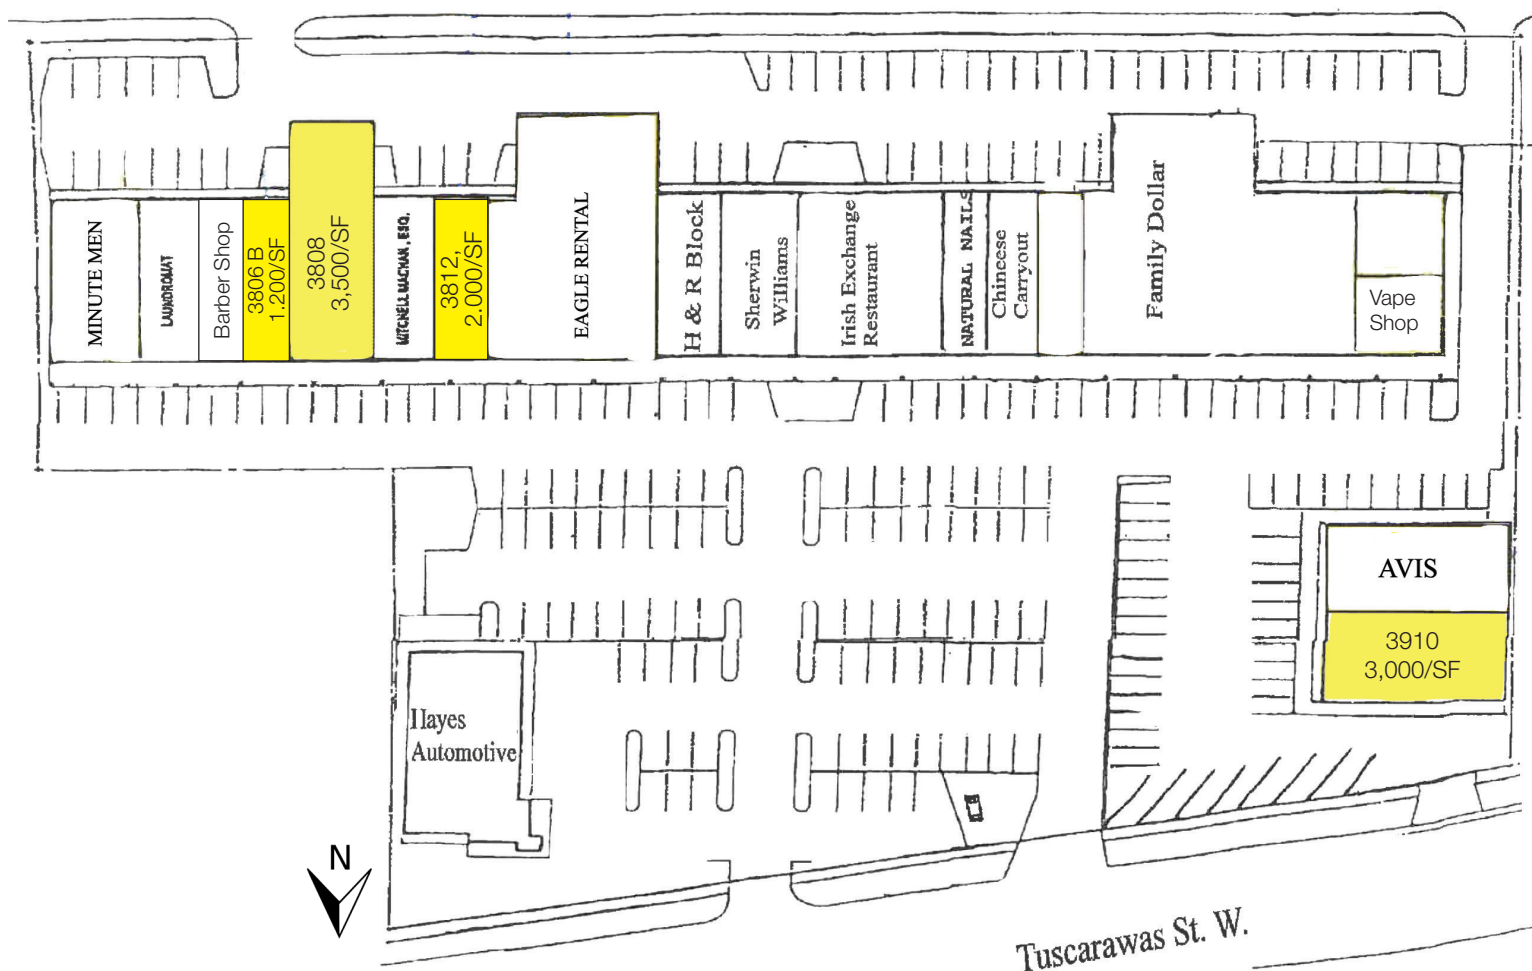 MINUTE MEN
LAUNDROMAT
Barber Shop
3806 B
1.200/SF
3808
3,500/SF
MITCHELL MACHAN, ESQ.
3812,
2.000/SF
EAGLE RENTAL
H & R Block
Sherwin
Williams
Irish Exchange
Restaurant
NATURAL NAILS
Chineese
Carryout
Family Dollar
Vape
Shop
AVIS
3910
3,000/SF
Hayes
Automotive
N
Tuscarawas St. W.